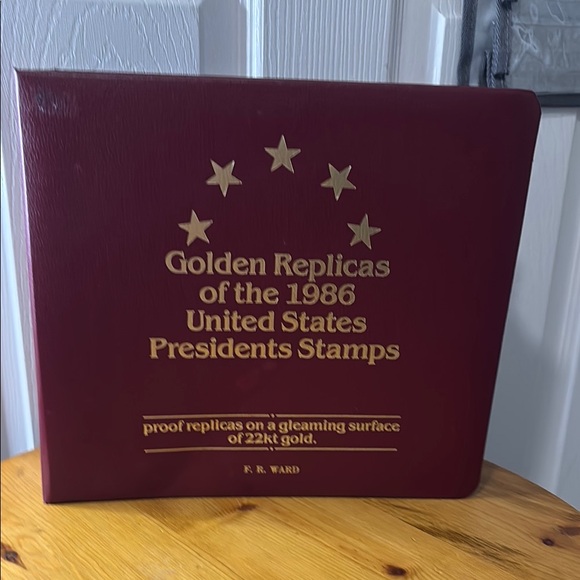 Golden Replicas
of the 1986
United States
Presidents Stamps
proof replicas on a gleaming surface
of 22kt gold.
F. R. WARD